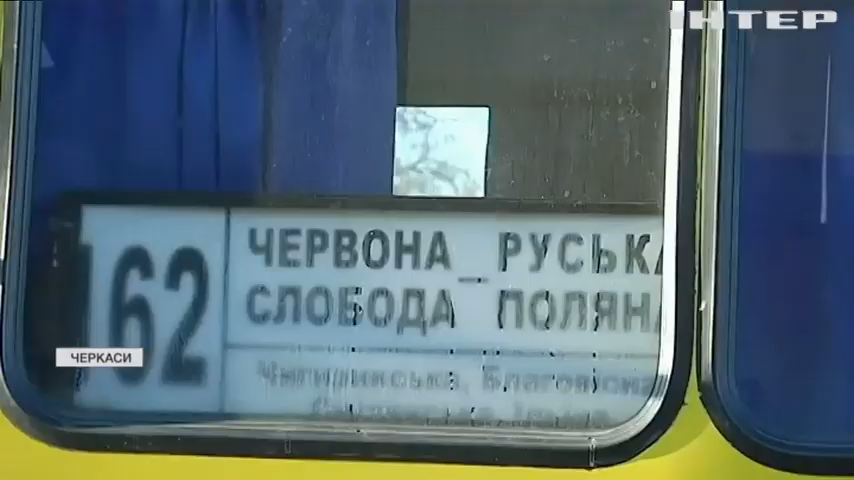 ІНТЕР
162
ЧЕРВОНА _ РУСЬКА
СЛОБОДА ПОЛЯНА
ЧЕРКАСИ